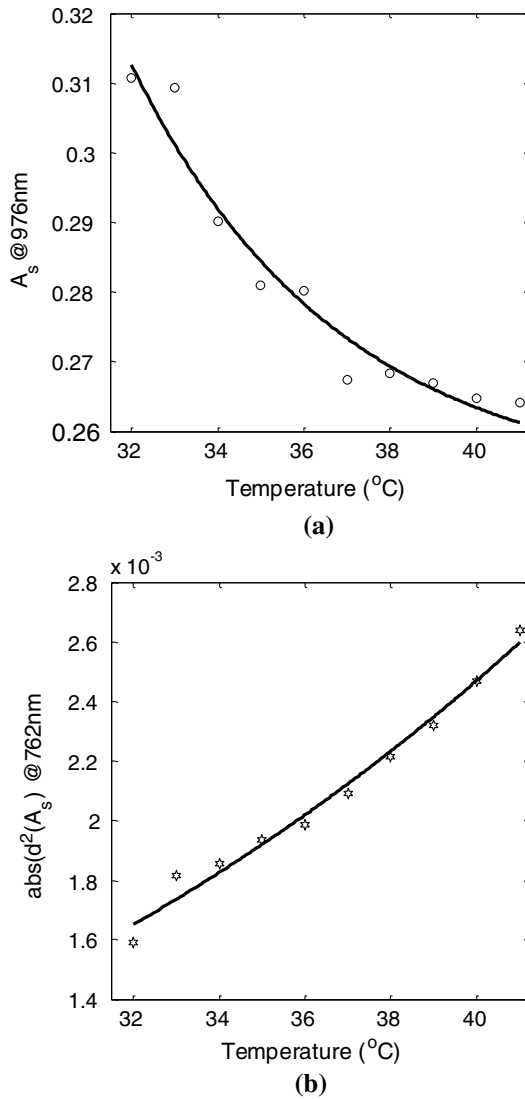 0.32
0.31
0.3
0.29
0.28
0.27
0.26
A_s @976nm
32 34 36 38 40
Temperature (°C)
(a)
x 10^-3
2.8
2.6
2.4
2.2
2
1.8
1.6
1.4
abs(d²(A_s) @762nm
32 34 36 38 40
Temperature (°C)
(b)